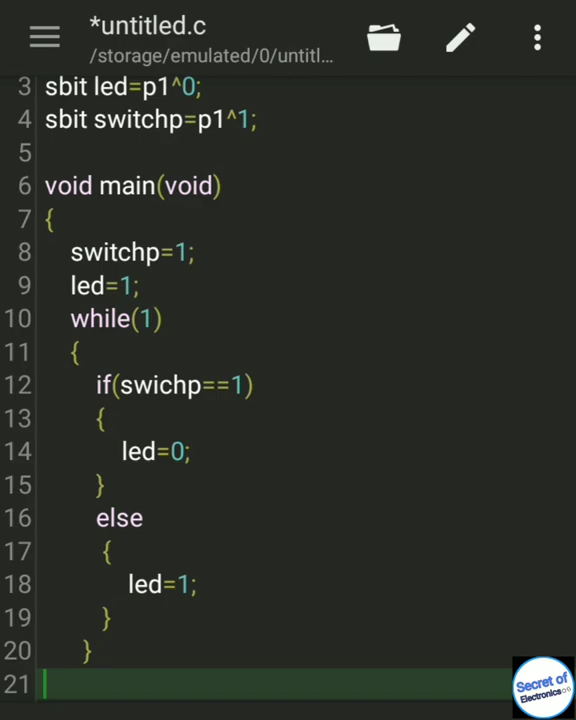 *untitled.c
/storage/emulated/0/untitl...
3 sbit led=p1^0;
4 sbit switchp=p1^1;
5
6 void main(void)
7 {
8 switchp=1;
9 led=1;
10 while(1)
11 {
12 if(swichp==1)
13 {
14 led=0;
15 }
16 else
17 {
18 led=1;
19 }
20 }
21
Secret of
Electronics